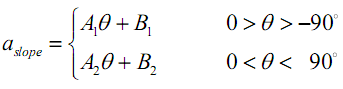 a_slope = { A₁θ + B₁    0 > θ > −90°
A₂θ + B₂    0 < θ < 90°